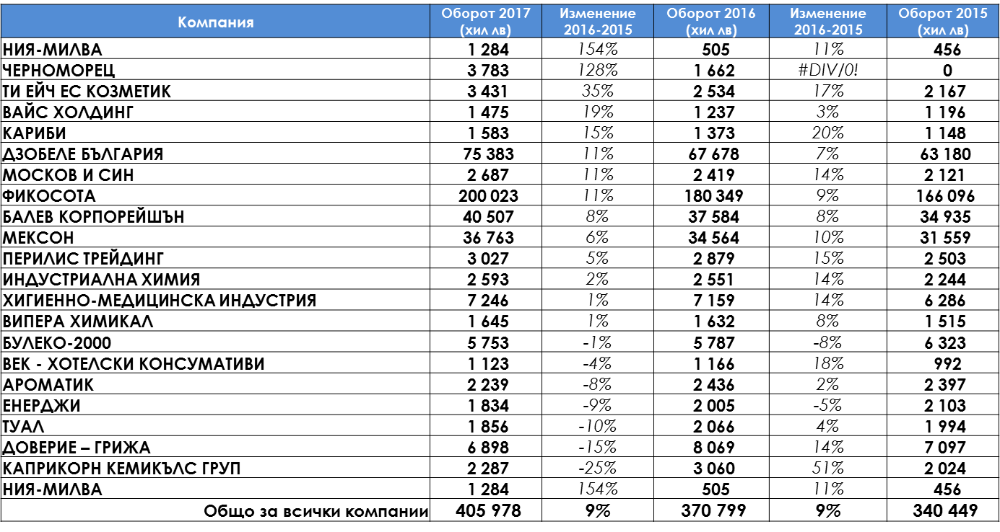 Компания Оборот 2017 (хил лв) Изменение 2016-2015 Оборот 2016 (хил лв) Изменение 2016-2015 Оборот 2015 (хил лв)
НИЯ-МИЛВА 1 284 154% 505 11% 456
ЧЕРНОМОРЕЦ 3 783 128% 1 662 #DIV/0! 0
ТИ ЕЙЧ ЕС КОЗМЕТИК 3 431 35% 2 534 17% 2 167
ВАЙС ХОЛДИНГ 1 475 19% 1 237 3% 1 196
КАРИБИ 1 583 15% 1 373 20% 1 148
ДЗОБЕЛЕ БЪЛГАРИЯ 75 383 11% 67 678 7% 63 180
МОСКОВ И СИН 2 687 11% 2 419 14% 2 121
ФИКОСОТА 200 023 11% 180 349 9% 166 096
БАЛЕВ КОРПОРЕЙШЪН 40 507 8% 37 584 8% 34 935
МЕКСОН 36 763 6% 34 564 10% 31 559
ПЕРИЛИС ТРЕЙДИНГ 3 027 5% 2 879 15% 2 503
ИНДУСТРИАЛНА ХИМИЯ 2 593 2% 2 551 14% 2 244
ХИГИЕННО-МЕДИЦИНСКА ИНДУСТРИЯ 7 246 1% 7 159 14% 6 286
ВИПЕРА ХИМИКАЛ 1 645 1% 1 632 8% 1 515
БУЛЕКО-2000 5 753 -1% 5 787 -8% 6 323
ВЕК - ХОТЕЛСКИ КОНСУМАТИВИ 1 123 -4% 1 166 18% 992
АРОМАТИК 2 239 -8% 2 436 2% 2 397
ЕНЕРДЖИ 1 834 -9% 2 005 -5% 2 103
ТУАЛ 1 856 -10% 2 066 4% 1 994
ДОВЕРИЕ – ГРИЖА 6 898 -15% 8 069 14% 7 097
КАПРИКОРН КЕМИКЪЛС ГРУП 2 287 -25% 3 060 51% 2 024
НИЯ-МИЛВА 1 284 154% 505 11% 456
Общо за всички компании 405 978 9% 370 799 9% 340 449